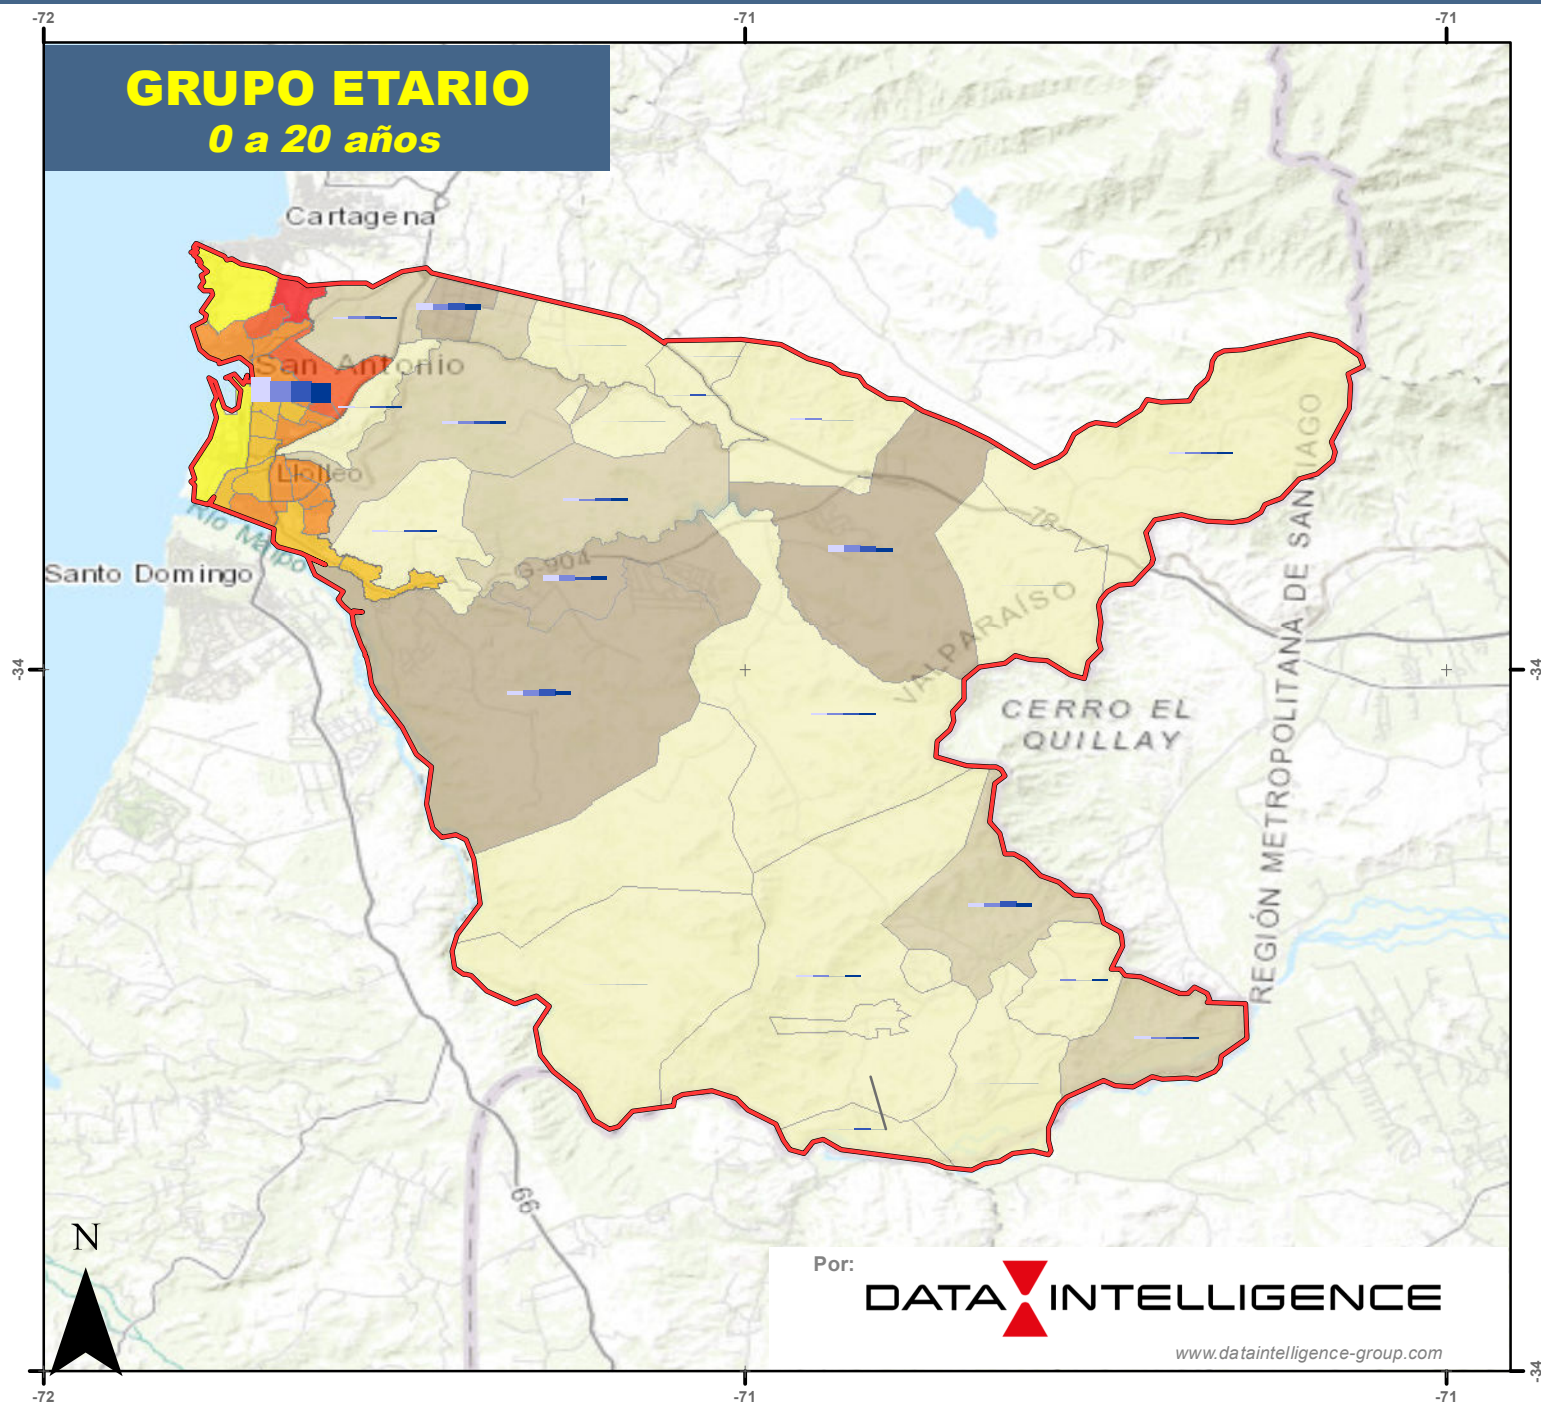 -72
-71
-71
GRUPO ETARIO
0 a 20 años
Cartagena
San Antonio
Llolleo
Río Maipo
Santo Domingo
G-904
78
VALPARAÍSO
REGIÓN METROPOLITANA DE SANTIAGO
-34
-34
CERRO EL
QUILLAY
66
N
Por:
DATA INTELLIGENCE
www.dataintelligence-group.com
-34
-72
-71
-71